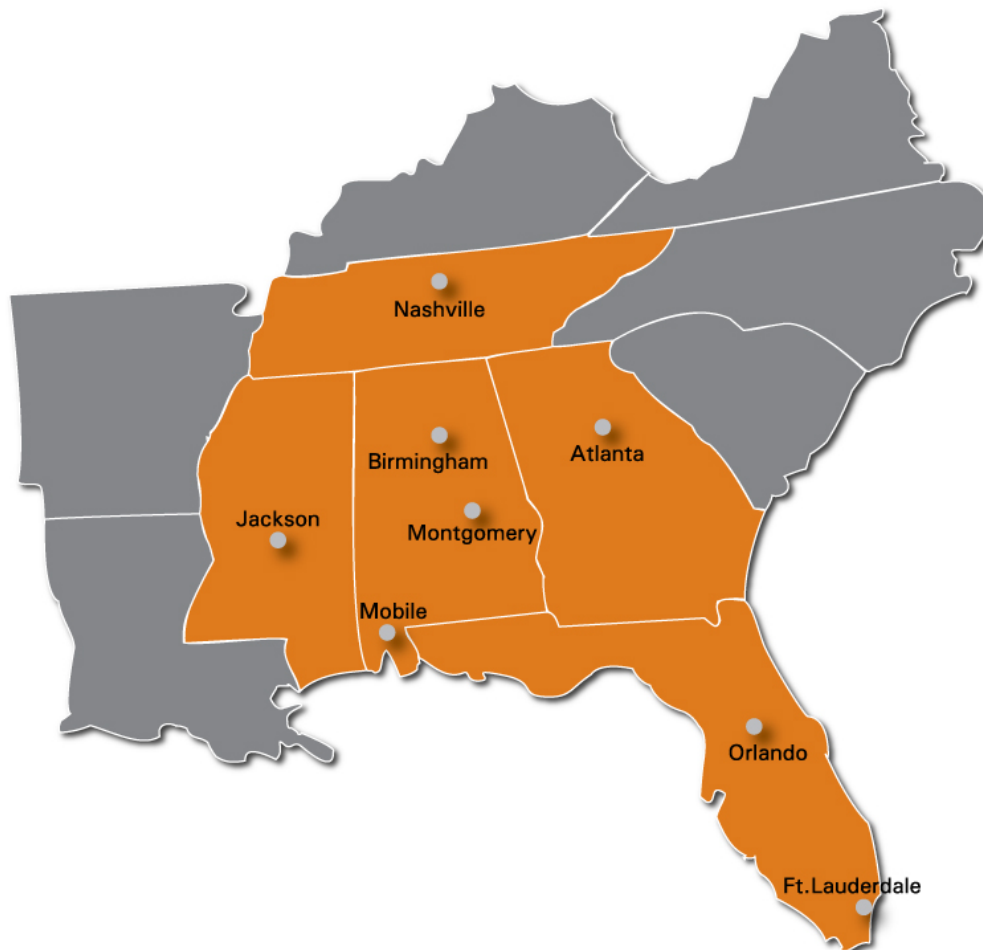 Nashville
Birmingham
Atlanta
Jackson
Montgomery
Mobile
Orlando
Ft.Lauderdale